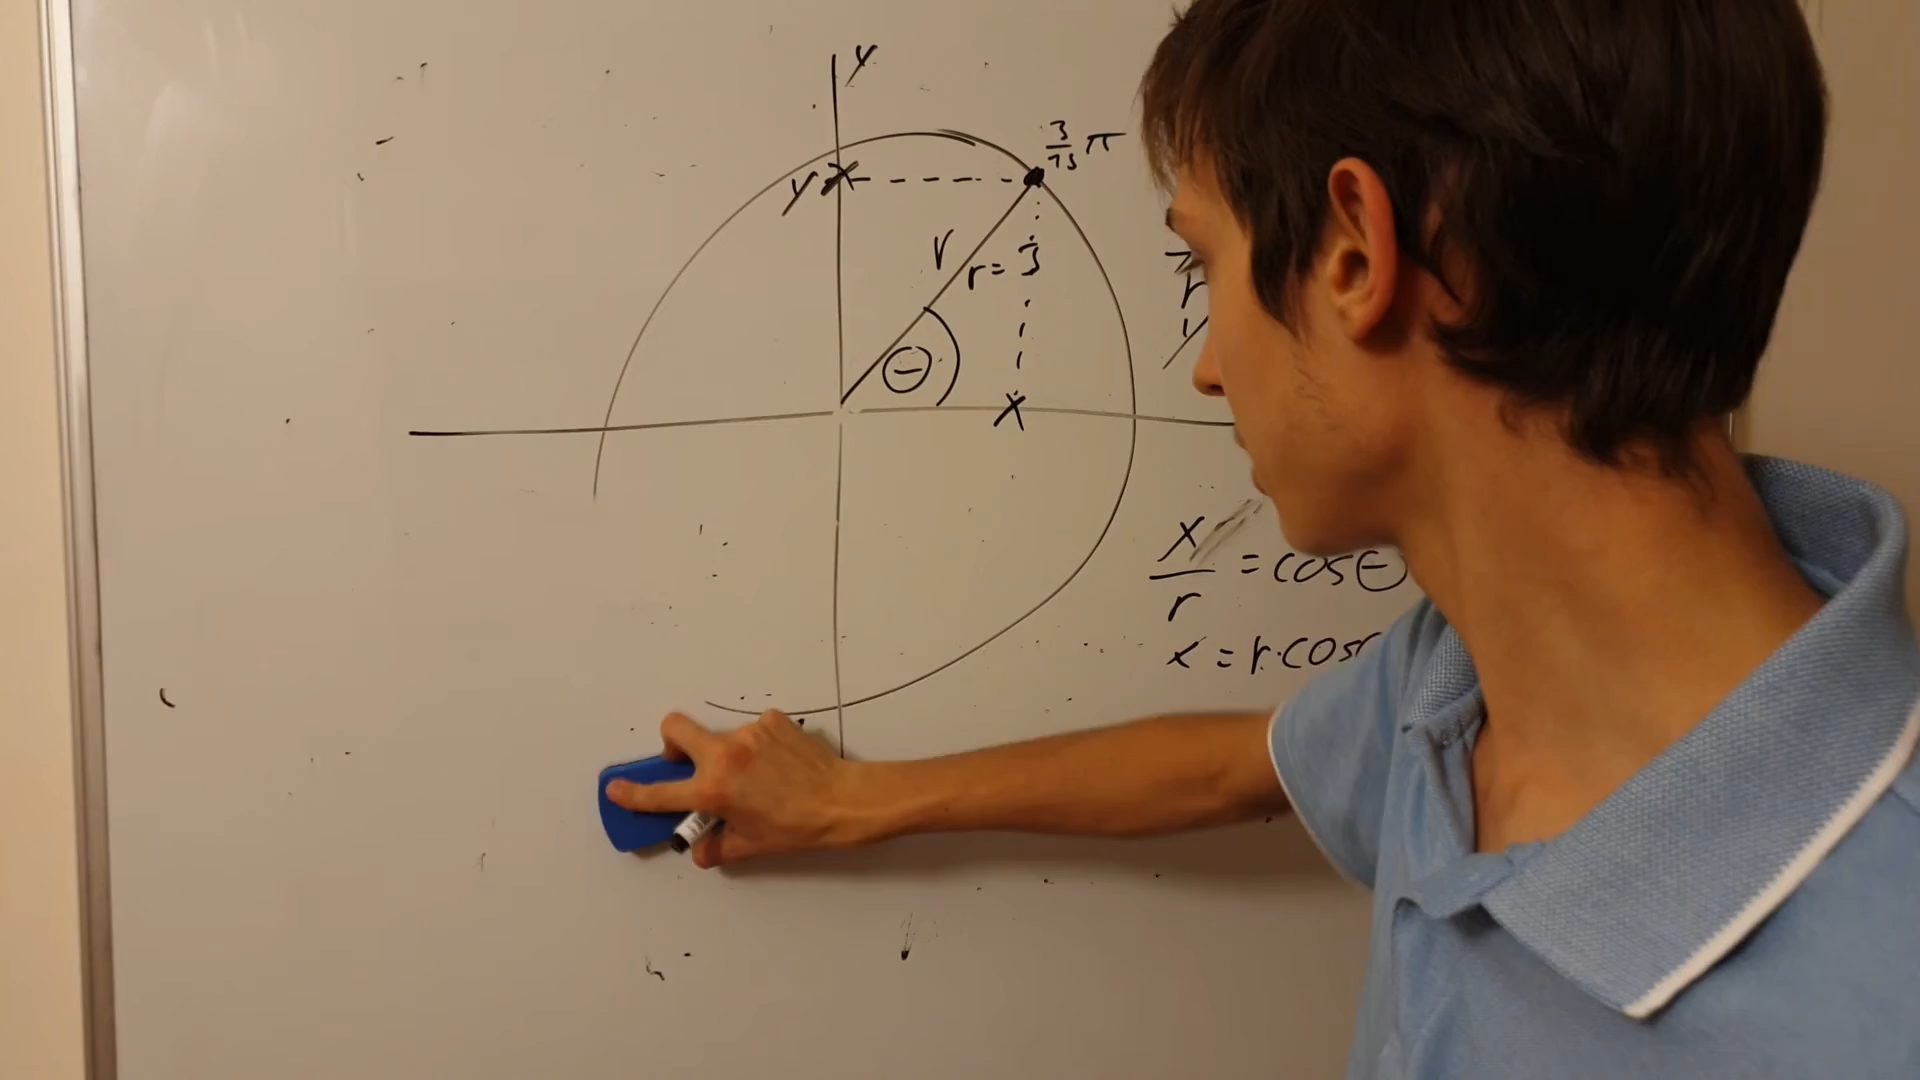 y
3/15 π
y
r
r = 3
Θ
x
r
y
x/r = cosΘ
x = r·cos